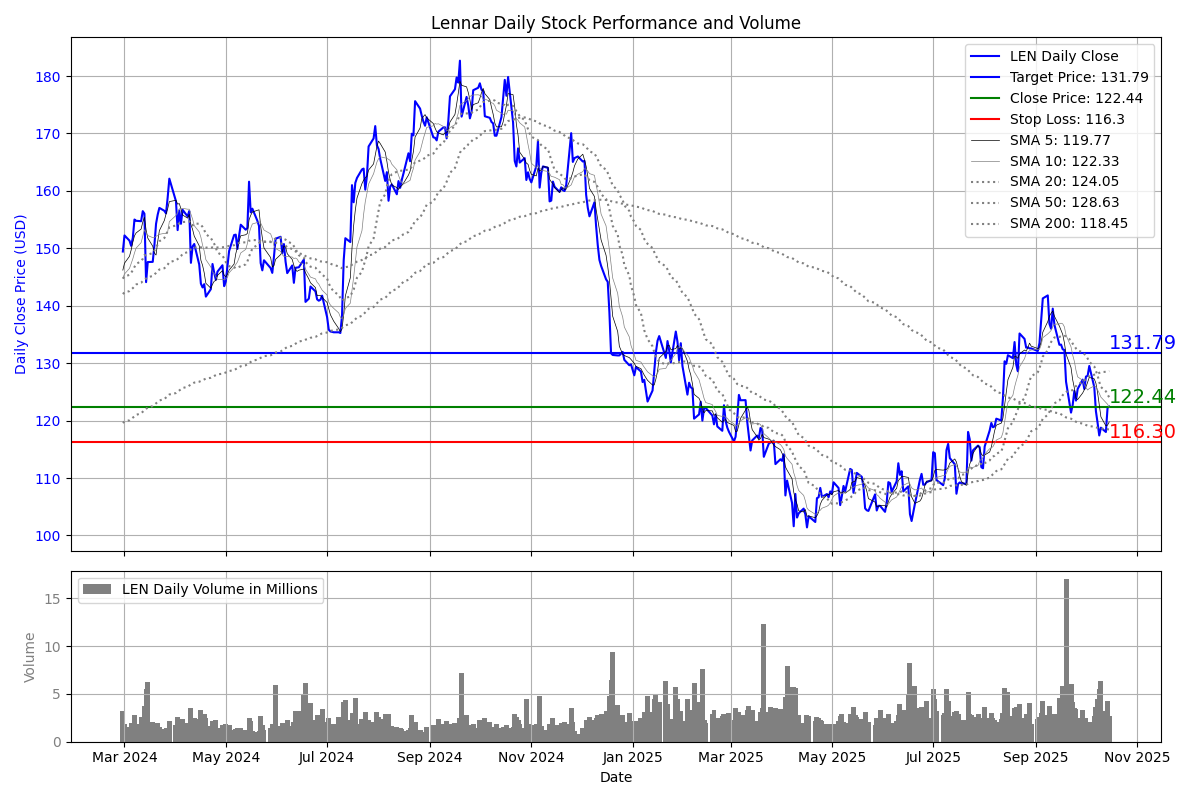 Lennar Daily Stock Performance and Volume
Daily Close Price (USD)
180
170
160
150
140
130
120
110
100
LEN Daily Close
Target Price: 131.79
Close Price: 122.44
Stop Loss: 116.3
SMA 5: 119.77
SMA 10: 122.33
SMA 20: 124.05
SMA 50: 128.63
SMA 200: 118.45
131.79
122.44
116.30
LEN Daily Volume in Millions
Volume
15
10
5
0
Mar 2024 May 2024 Jul 2024 Sep 2024 Nov 2024 Jan 2025 Mar 2025 May 2025 Jul 2025 Sep 2025 Nov 2025
Date